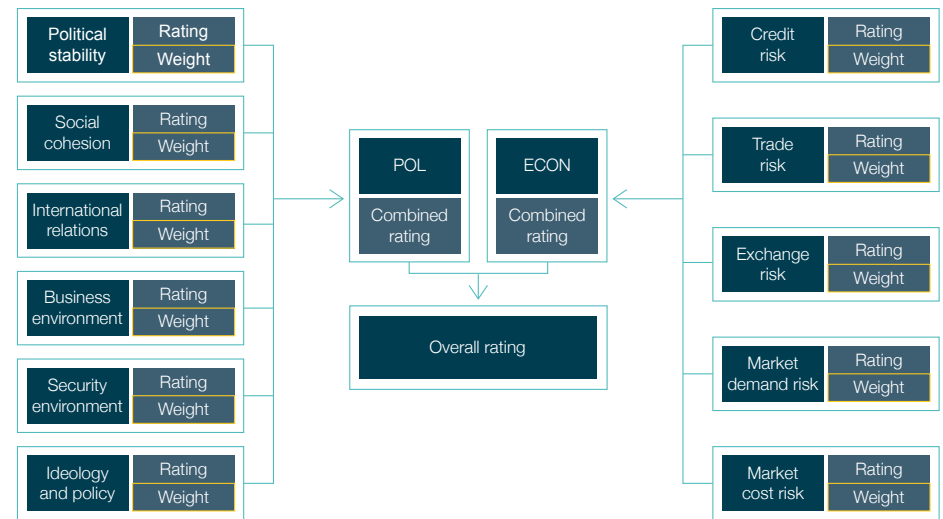 Political
stability
Rating
Weight
Social
cohesion
Rating
Weight
International
relations
Rating
Weight
Business
environment
Rating
Weight
Security
environment
Rating
Weight
Ideology
and policy
Rating
Weight
POL
Combined
rating
ECON
Combined
rating
Overall rating
Credit
risk
Rating
Weight
Trade
risk
Rating
Weight
Exchange
risk
Rating
Weight
Market
demand risk
Rating
Weight
Market
cost risk
Rating
Weight